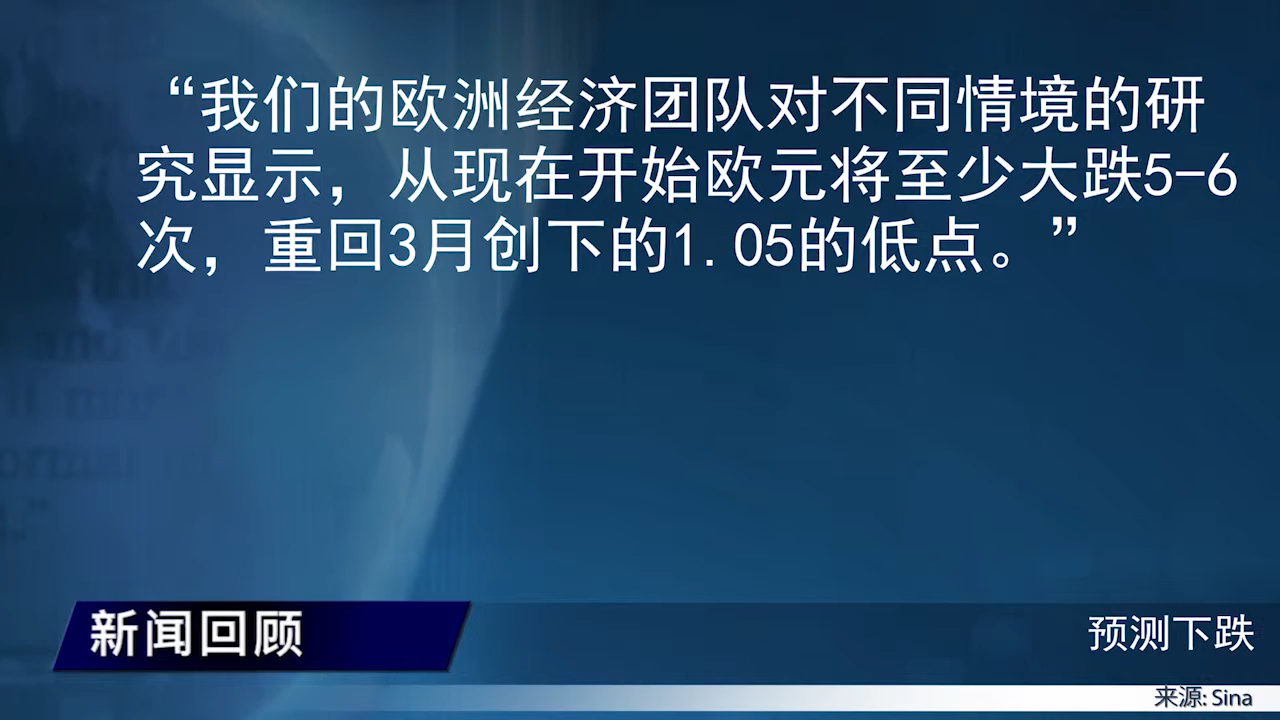 “我们的欧洲经济团队对不同情境的研
究显示，从现在开始欧元将至少大跌5-6
次，重回3月创下的1.05的低点。”
新闻回顾
预测下跌
来源: Sina